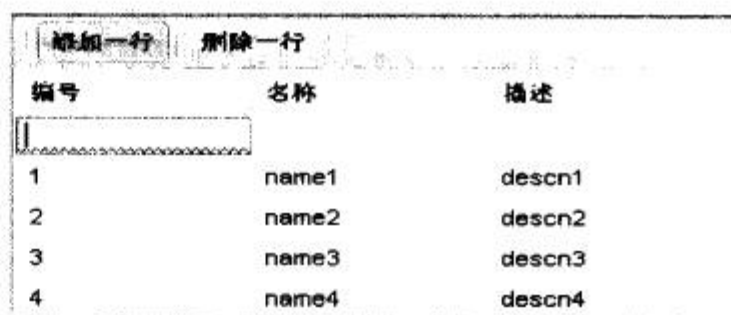 添加一行 删除一行
编号 名称 描述
1 name1 descn1
2 name2 descn2
3 name3 descn3
4 name4 descn4